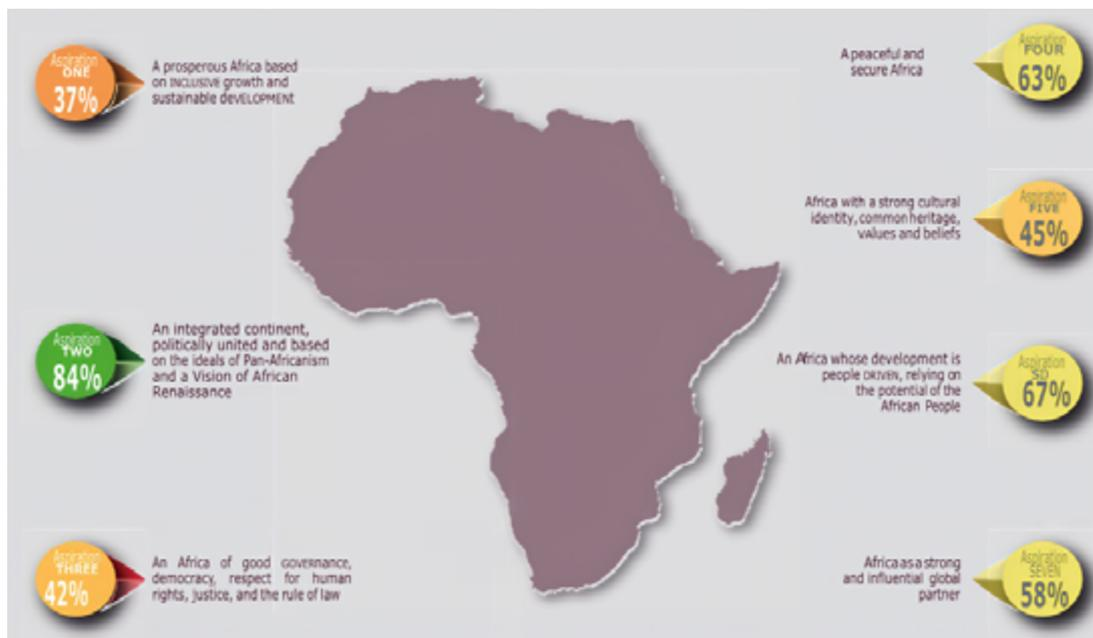 Aspiration
ONE
37%
A prosperous Africa based
on INCLUSIVE growth and
sustainable deVELOPMENT
Aspiration
TWO
84%
An integrated continent,
politically united and based
on the ideals of Pan-Africanism
and a Vision of African
Renaissance
Aspiration
THREE
42%
An Africa of good GOVERNANCE,
democracy, respect for human
rights, justice, and the rule of law
Aspiration
FOUR
63%
A peaceful and
secure Africa
Aspiration
FIVE
45%
Africa with a strong cultural
identity, common heritage,
values and beliefs
Aspiration
67%
An Africa whose development is
people DRIVEN, relying on
the potential of the
African People
Aspiration
SEVEN
58%
Africa as a strong
and influential global
partner